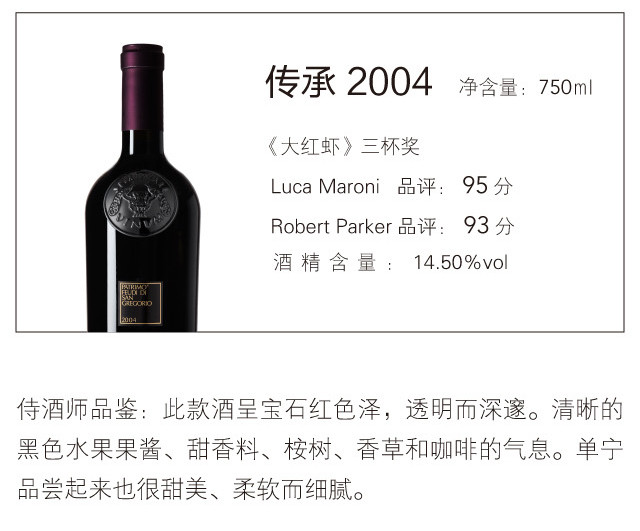 传承 2004 净含量：750ml
《大红虾》三杯奖
Luca Maroni 品评： 95 分
Robert Parker 品评： 93 分
酒 精 含 量 ： 14.50%vol
PATRIMO
FEUDI DI
SAN
GREGORIO
2004
侍酒师品鉴：此款酒呈宝石红色泽，透明而深邃。清晰的
黑色水果果酱、甜香料、桉树、香草和咖啡的气息。单宁
品尝起来也很甜美、柔软而细腻。